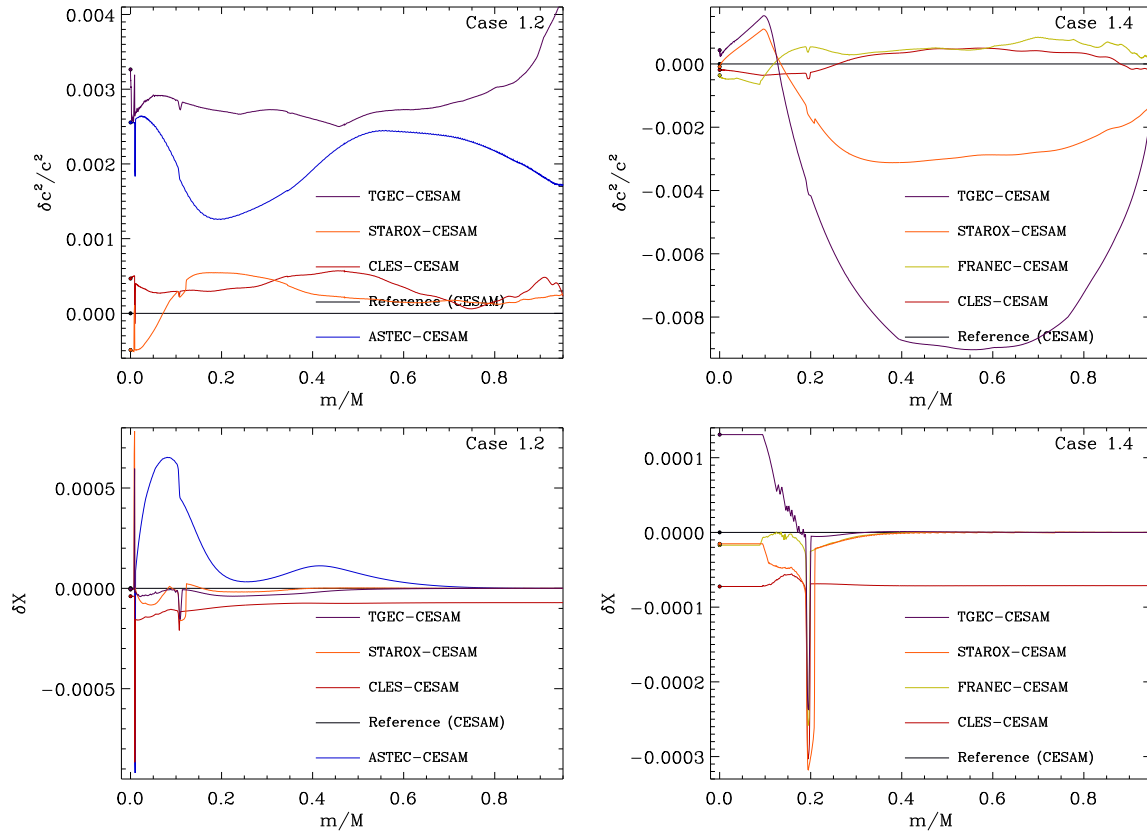 Case 1.2
0.004
0.003
0.002
0.001
0.000
δc²/c²
TGEC−CESAM
STAROX−CESAM
CLES−CESAM
Reference (CESAM)
ASTEC−CESAM
0.0 0.2 0.4 0.6 0.8
m/M
Case 1.4
0.000
−0.002
−0.004
−0.006
−0.008
δc²/c²
TGEC−CESAM
STAROX−CESAM
FRANEC−CESAM
CLES−CESAM
Reference (CESAM)
0.0 0.2 0.4 0.6 0.8
m/M
Case 1.2
0.0005
0.0000
−0.0005
δX
TGEC−CESAM
STAROX−CESAM
CLES−CESAM
Reference (CESAM)
ASTEC−CESAM
0.0 0.2 0.4 0.6 0.8
m/M
Case 1.4
0.0001
0.0000
−0.0001
−0.0002
−0.0003
δX
TGEC−CESAM
STAROX−CESAM
FRANEC−CESAM
CLES−CESAM
Reference (CESAM)
0.0 0.2 0.4 0.6 0.8
m/M